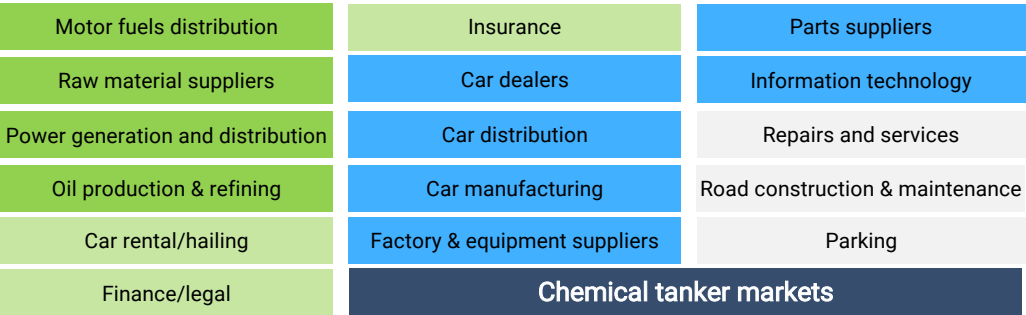 Motor fuels distribution
Raw material suppliers
Power generation and distribution
Oil production & refining
Car rental/hailing
Finance/legal
Insurance
Car dealers
Car distribution
Car manufacturing
Factory & equipment suppliers
Parts suppliers
Information technology
Repairs and services
Road construction & maintenance
Parking
Chemical tanker markets